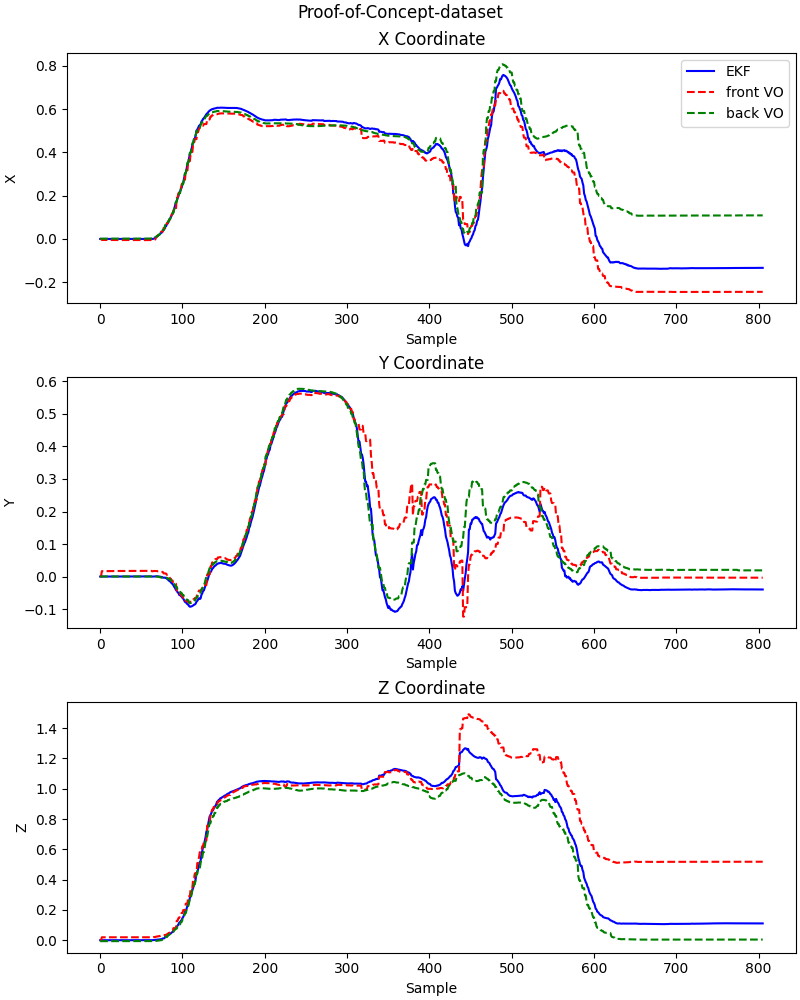 Proof-of-Concept-dataset
X Coordinate
0.8
0.6
0.4
0.2
0.0
−0.2
X
EKF
front VO
back VO
0 100 200 300 400 500 600 700 800
Sample
Y Coordinate
0.6
0.5
0.4
0.3
0.2
0.1
0.0
−0.1
Y
0 100 200 300 400 500 600 700 800
Sample
Z Coordinate
1.4
1.2
1.0
0.8
0.6
0.4
0.2
0.0
Z
0 100 200 300 400 500 600 700 800
Sample